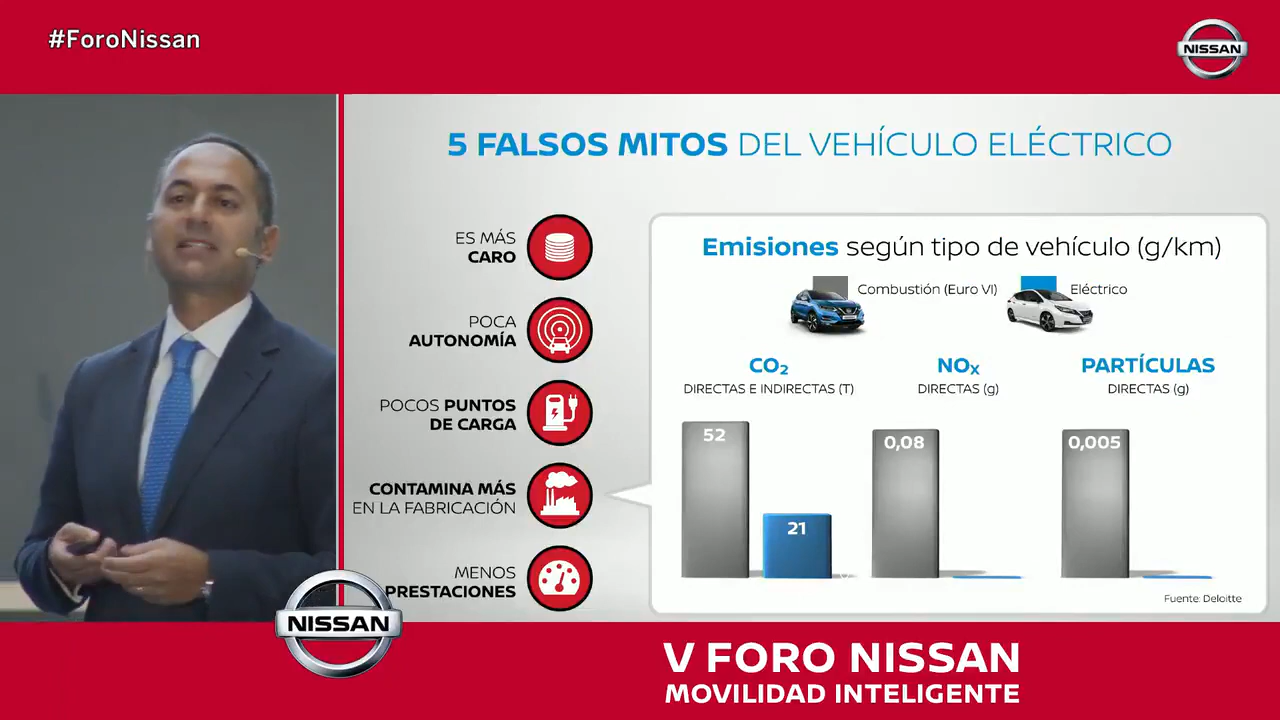 #ForoNissan
NISSAN
5 FALSOS MITOS DEL VEHÍCULO ELÉCTRICO
ES MÁS
CARO
POCA
AUTONOMÍA
POCOS PUNTOS
DE CARGA
CONTAMINA MÁS
EN LA FABRICACIÓN
MENOS
PRESTACIONES
Emisiones según tipo de vehículo (g/km)
Combustión (Euro VI)
Eléctrico
CO₂
DIRECTAS E INDIRECTAS (T)
52
21
NOx
DIRECTAS (g)
0,08
PARTÍCULAS
DIRECTAS (g)
0,005
Fuente: Deloitte
NISSAN
V FORO NISSAN
MOVILIDAD INTELIGENTE